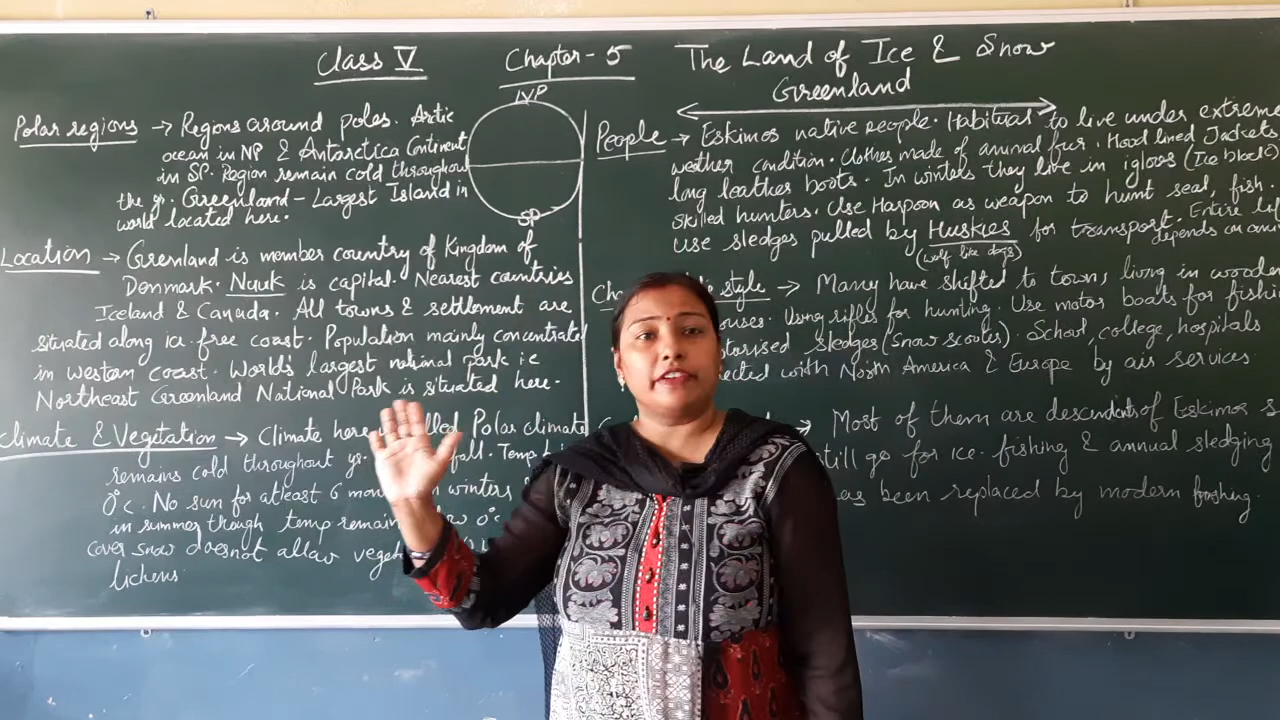 Class V Chapter - 5 The Land of Ice & Snow
Greenland
Polar regions → Regions around poles. Arctic
ocean in NP & Antarctica Continent
in SP. Region remain cold throughout
the yr. Greenland - Largest Island in
world located here.
NP
SP
Location → Greenland is member country of Kingdom of
Denmark. Nuuk is capital. Nearest countries
Iceland & Canada. All towns & settlement are
situated along ice free coast. Population mainly concentrated
in western coast. World's largest national park ie
Northeast Greenland National Park is situated here.
Climate & Vegetation → Climate here is called Polar climate
remains cold throughout yr. fall. Temp
0°c. No sun for atleast 6 mon in winters
in summer though temp remain 0°c
cover snow doesnot allow veget
lichens
People → Eskimos native people. Habitual to live under extreme
weather condition. Clothes made of animal fur. Hood lined Jackets
long leather boots. In winters they live in igloos (Ice block)
skilled hunters. Use Harpoon as weapon to hunt seal, fish.
use sledges pulled by Huskies for transport. Entire
(wolf like dogs) depends on
style → Many have shifted to town, living in wooden
ouses. Using rifles for hunting. Use motor boats for fishi
otorised sledges (snow scooter). School, college, hospitals
ected with North America & Europe by air services
→ Most of them are descendents of Eskimos s
still go for ice-fishing & annual sledging
as been replaced by modern fishing.